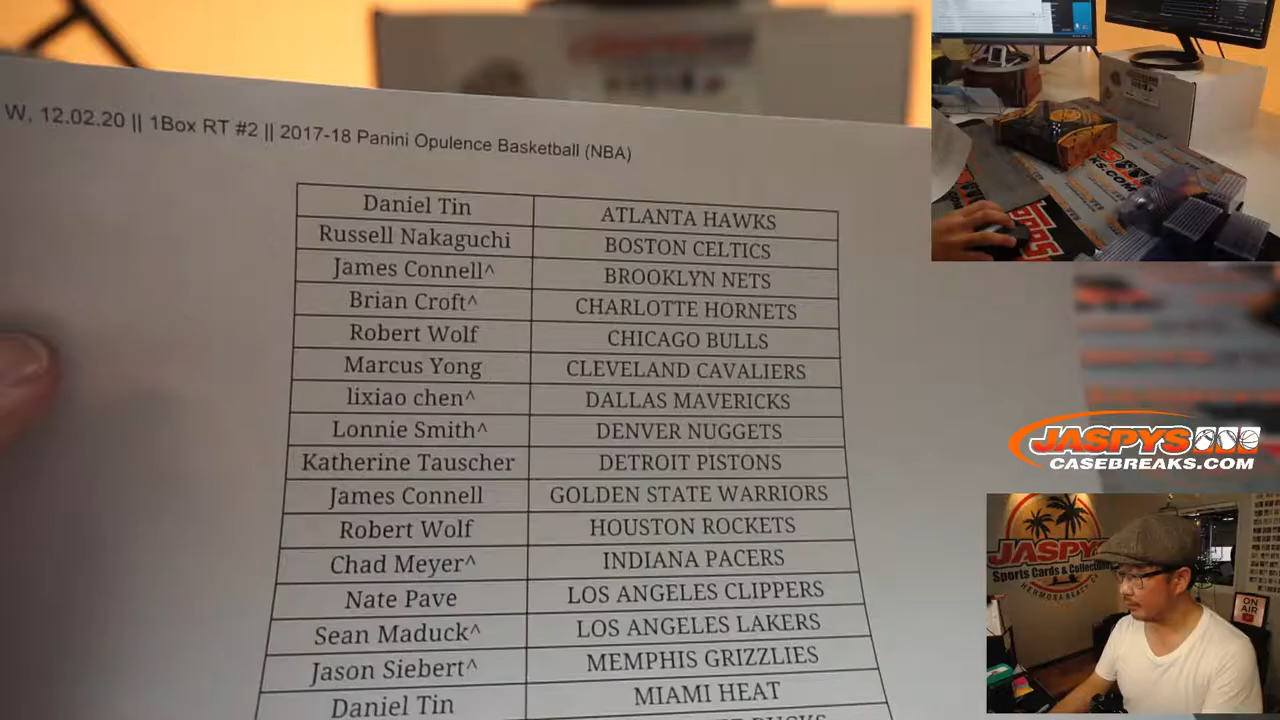 W, 12.02.20 || 1Box RT #2 || 2017-18 Panini Opulence Basketball (NBA)
Daniel Tin ATLANTA HAWKS
Russell Nakaguchi BOSTON CELTICS
James Connell^ BROOKLYN NETS
Brian Croft^ CHARLOTTE HORNETS
Robert Wolf CHICAGO BULLS
Marcus Yong CLEVELAND CAVALIERS
lixiao chen^ DALLAS MAVERICKS
Lonnie Smith^ DENVER NUGGETS
Katherine Tauscher DETROIT PISTONS
James Connell GOLDEN STATE WARRIORS
Robert Wolf HOUSTON ROCKETS
Chad Meyer^ INDIANA PACERS
Nate Pave LOS ANGELES CLIPPERS
Sean Maduck^ LOS ANGELES LAKERS
Jason Siebert^ MEMPHIS GRIZZLIES
Daniel Tin MIAMI HEAT
JASPYS
CASEBREAKS.COM
JASPYS
Sports Cards &
HERMOSA BEACH
ON
AIR